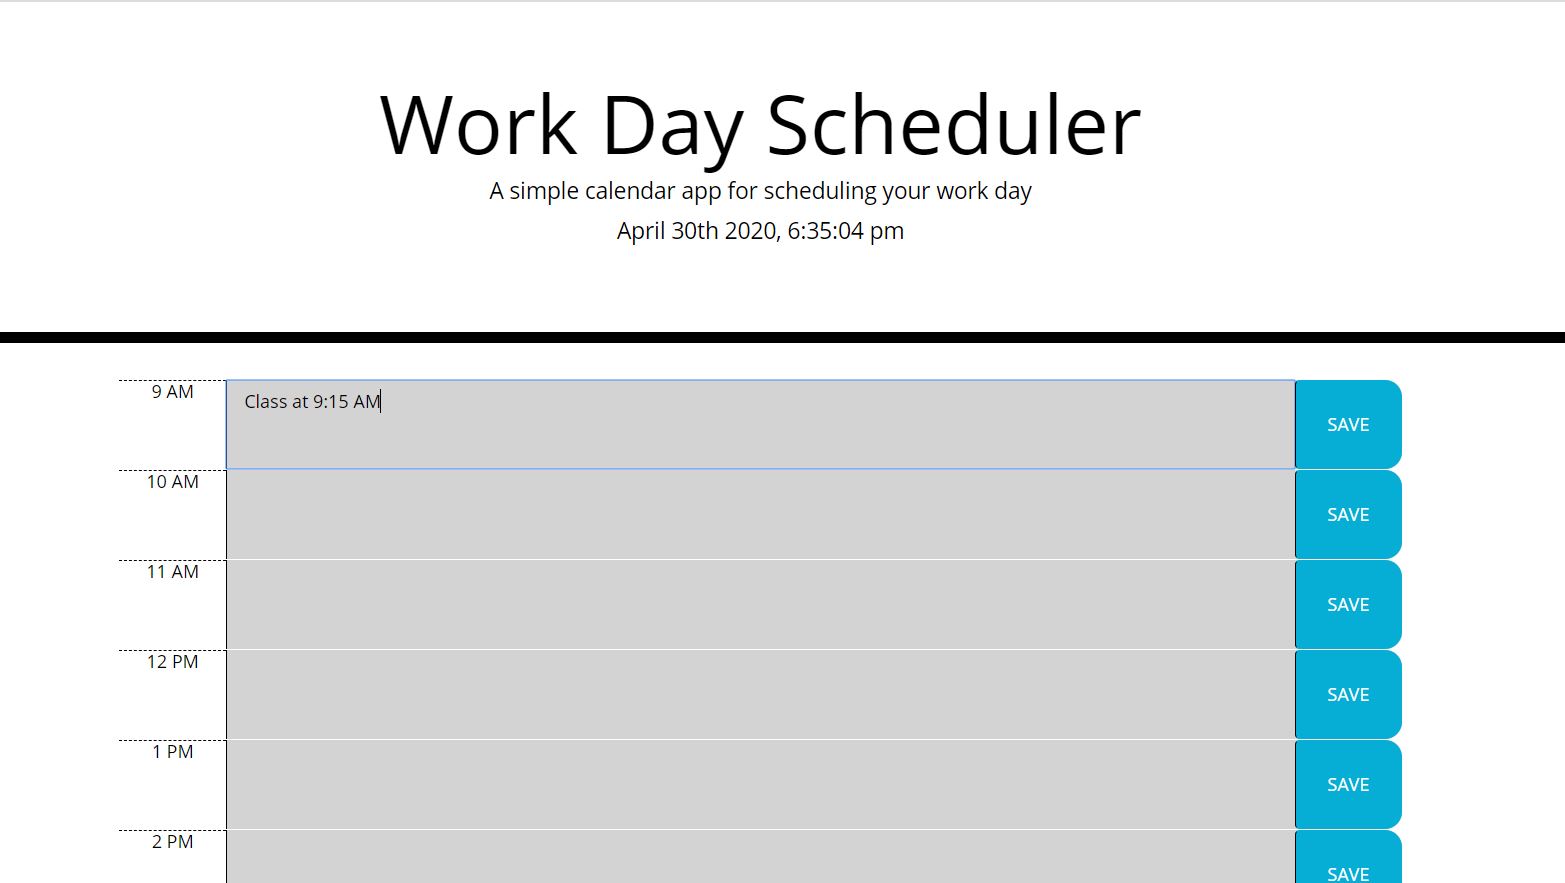 Work Day Scheduler
A simple calendar app for scheduling your work day
April 30th 2020, 6:35:04 pm
9 AM
Class at 9:15 AM
SAVE
10 AM
SAVE
11 AM
SAVE
12 PM
SAVE
1 PM
SAVE
2 PM
SAVE